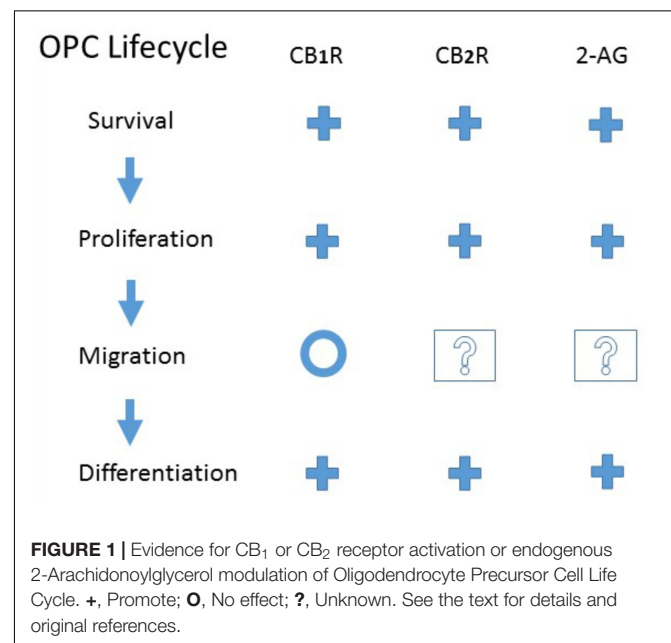 OPC Lifecycle CB1R CB2R 2-AG
Survival + + +
Proliferation + + +
Migration O ? ?
Differentiation + + +
FIGURE 1 | Evidence for CB1 or CB2 receptor activation or endogenous
2-Arachidonoylglycerol modulation of Oligodendrocyte Precursor Cell Life
Cycle. +, Promote; O, No effect; ?, Unknown. See the text for details and
original references.